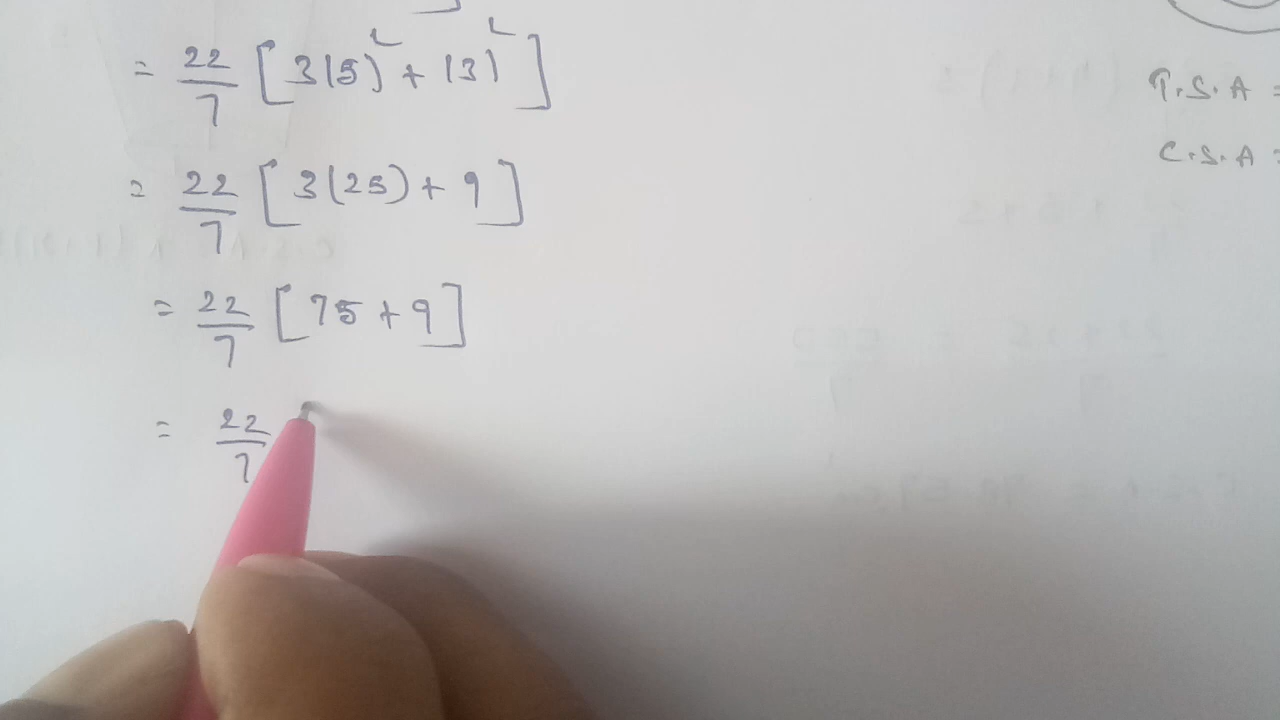 = 22/7 [3(5)² + (3)²]
T.S.A =
C.S.A =
= 22/7 [3(25) + 9]
= 22/7 [75 + 9]
= 22/7